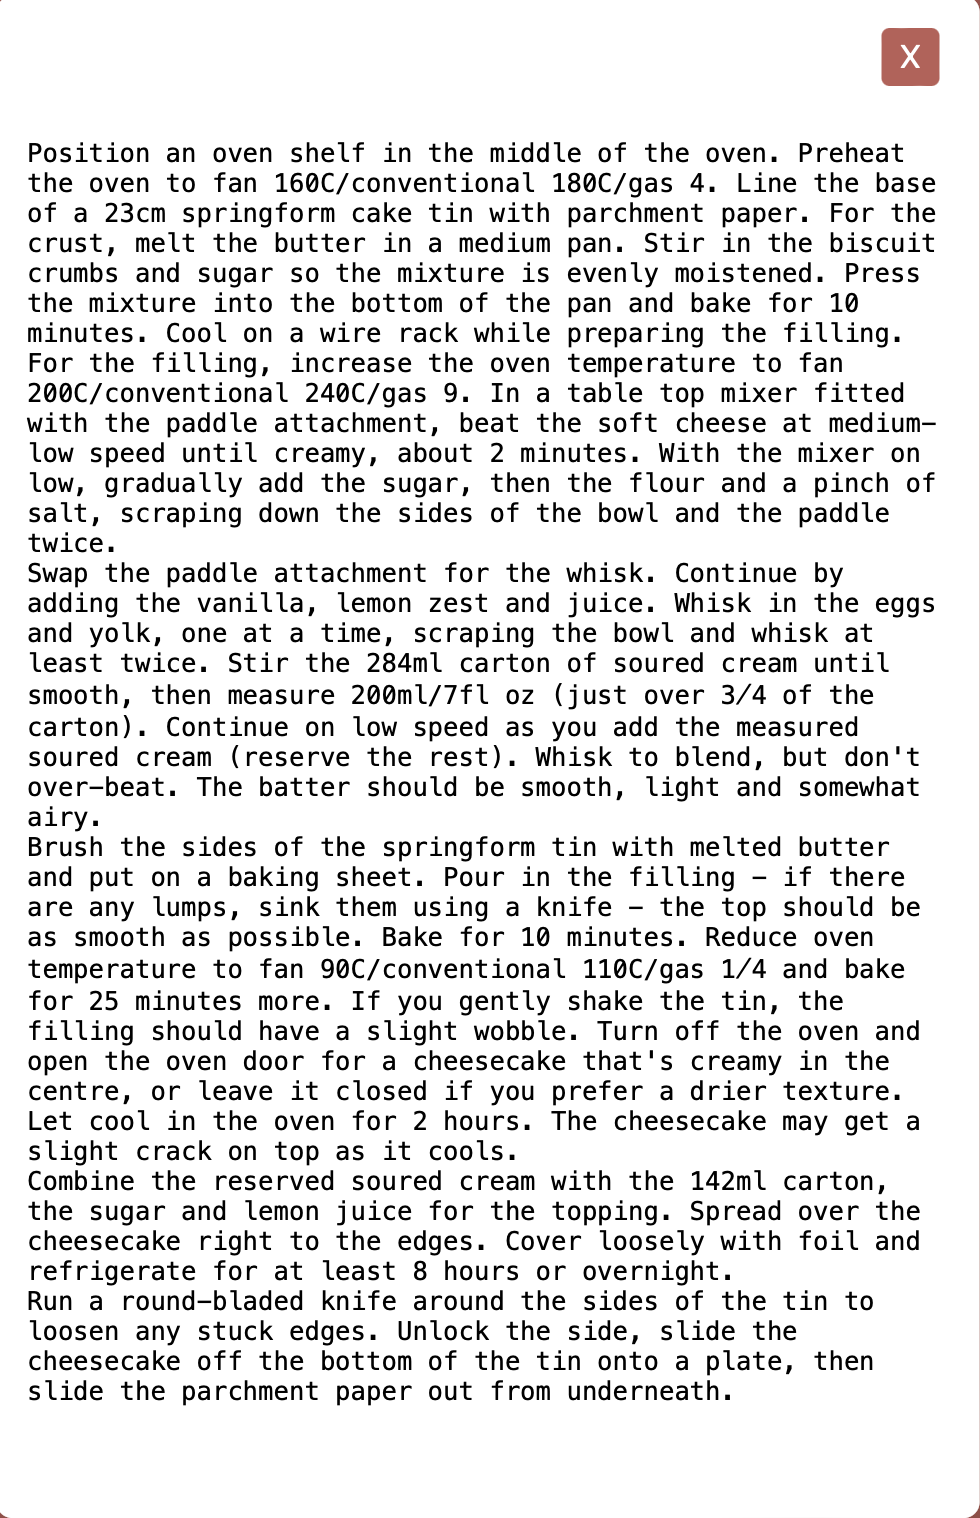 X
Position an oven shelf in the middle of the oven. Preheat
the oven to fan 160C/conventional 180C/gas 4. Line the base
of a 23cm springform cake tin with parchment paper. For the
crust, melt the butter in a medium pan. Stir in the biscuit
crumbs and sugar so the mixture is evenly moistened. Press
the mixture into the bottom of the pan and bake for 10
minutes. Cool on a wire rack while preparing the filling.
For the filling, increase the oven temperature to fan
200C/conventional 240C/gas 9. In a table top mixer fitted
with the paddle attachment, beat the soft cheese at medium-
low speed until creamy, about 2 minutes. With the mixer on
low, gradually add the sugar, then the flour and a pinch of
salt, scraping down the sides of the bowl and the paddle
twice.
Swap the paddle attachment for the whisk. Continue by
adding the vanilla, lemon zest and juice. Whisk in the eggs
and yolk, one at a time, scraping the bowl and whisk at
least twice. Stir the 284ml carton of soured cream until
smooth, then measure 200ml/7fl oz (just over 3⁄4 of the
carton). Continue on low speed as you add the measured
soured cream (reserve the rest). Whisk to blend, but don't
over-beat. The batter should be smooth, light and somewhat
airy.
Brush the sides of the springform tin with melted butter
and put on a baking sheet. Pour in the filling – if there
are any lumps, sink them using a knife – the top should be
as smooth as possible. Bake for 10 minutes. Reduce oven
temperature to fan 90C/conventional 110C/gas 1⁄4 and bake
for 25 minutes more. If you gently shake the tin, the
filling should have a slight wobble. Turn off the oven and
open the oven door for a cheesecake that's creamy in the
centre, or leave it closed if you prefer a drier texture.
Let cool in the oven for 2 hours. The cheesecake may get a
slight crack on top as it cools.
Combine the reserved soured cream with the 142ml carton,
the sugar and lemon juice for the topping. Spread over the
cheesecake right to the edges. Cover loosely with foil and
refrigerate for at least 8 hours or overnight.
Run a round-bladed knife around the sides of the tin to
loosen any stuck edges. Unlock the side, slide the
cheesecake off the bottom of the tin onto a plate, then
slide the parchment paper out from underneath.